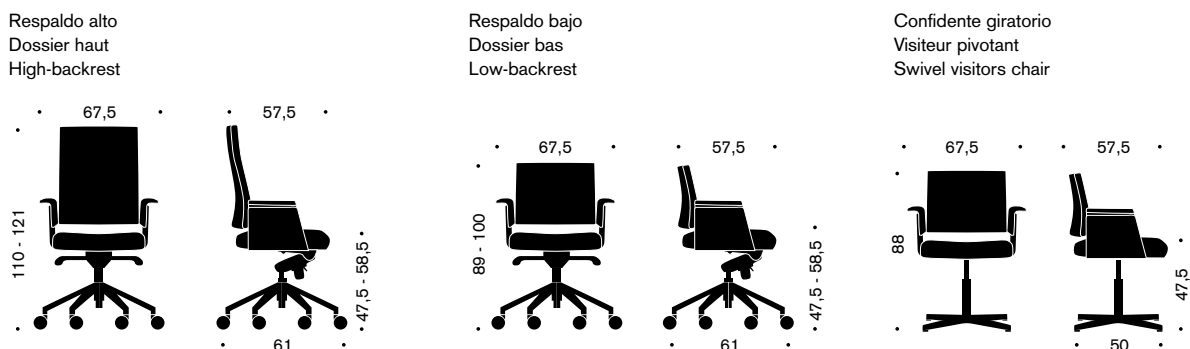 Respaldo alto
Dossier haut
High-backrest
67,5
57,5
110 - 121
47,5 - 58,5
61
Respaldo bajo
Dossier bas
Low-backrest
67,5
57,5
89 - 100
47,5 - 58,5
61
Confidente giratorio
Visiteur pivotant
Swivel visitors chair
67,5
57,5
88
47,5
50